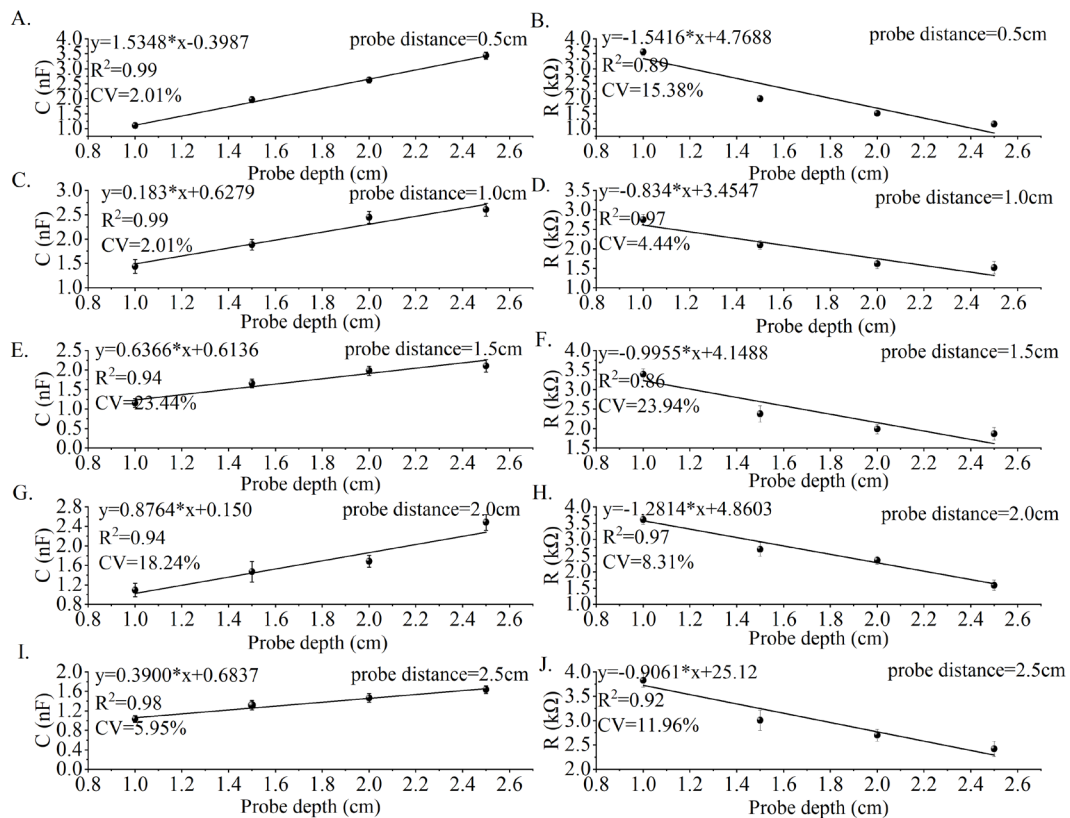 A.
y=1.5348*x-0.3987
probe distance=0.5cm
R²=0.99
CV=2.01%
C (nF)
4.0
3.5
3.0
2.5
2.0
1.5
1.0
0.8 1.0 1.2 1.4 1.6 1.8 2.0 2.2 2.4 2.6
Probe depth (cm)
B.
y=-1.5416*x+4.7688
probe distance=0.5cm
R²=0.89
CV=15.38%
R (kΩ)
4.0
3.5
3.0
2.5
2.0
1.5
1.0
0.8 1.0 1.2 1.4 1.6 1.8 2.0 2.2 2.4 2.6
Probe depth (cm)
C.
y=0.183*x+0.6279
probe distance=1.0cm
R²=0.99
CV=2.01%
C (nF)
3.0
2.5
2.0
1.5
1.0
0.8 1.0 1.2 1.4 1.6 1.8 2.0 2.2 2.4 2.6
Probe depth (cm)
D.
y=-0.834*x+3.4547
probe distance=1.0cm
R²=0.97
CV=4.44%
R (kΩ)
3.5
3.0
2.5
2.0
1.5
1.0
0.8 1.0 1.2 1.4 1.6 1.8 2.0 2.2 2.4 2.6
Probe depth (cm)
E.
y=0.6366*x+0.6136
probe distance=1.5cm
R²=0.94
CV=23.44%
C (nF)
2.5
2.0
1.5
1.0
0.5
0.0
0.8 1.0 1.2 1.4 1.6 1.8 2.0 2.2 2.4 2.6
Probe depth (cm)
F.
y=-0.9955*x+4.1488
probe distance=1.5cm
R²=0.86
CV=23.94%
R (kΩ)
4.0
3.5
3.0
2.5
2.0
1.5
0.8 1.0 1.2 1.4 1.6 1.8 2.0 2.2 2.4 2.6
Probe depth (cm)
G.
y=0.8764*x+0.150
probe distance=2.0cm
R²=0.94
CV=18.24%
C (nF)
2.8
2.4
2.0
1.6
1.2
0.8
0.8 1.0 1.2 1.4 1.6 1.8 2.0 2.2 2.4 2.6
Probe depth (cm)
H.
y=-1.2814*x+4.8603
probe distance=2.0cm
R²=0.97
CV=8.31%
R (kΩ)
4.0
3.5
3.0
2.5
2.0
1.5
1.0
0.8 1.0 1.2 1.4 1.6 1.8 2.0 2.2 2.4 2.6
Probe depth (cm)
I.
y=0.3900*x+0.6837
probe distance=2.5cm
R²=0.98
CV=5.95%
C (nF)
2.0
1.6
1.2
0.8
0.4
0.0
0.8 1.0 1.2 1.4 1.6 1.8 2.0 2.2 2.4 2.6
Probe depth (cm)
J.
y=-0.9061*x+25.12
probe distance=2.5cm
R²=0.92
CV=11.96%
R (kΩ)
4.0
3.5
3.0
2.5
2.0
0.8 1.0 1.2 1.4 1.6 1.8 2.0 2.2 2.4 2.6
Probe depth (cm)